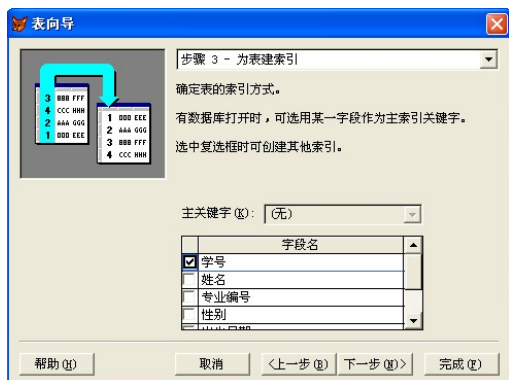 表向导
步骤 3 - 为表建索引
确定表的索引方式。
有数据库打开时，可选用某一字段作为主索引关键字。
选中复选框时可创建其他索引。
3 BBB FFF
4 CCC HHH
2 AAA GGG
1 DDD EEE
1 DDD EEE
2 AAA GGG
3 BBB FFF
4 CCC HHH
主关键字(K): (无)
字段名
学号
姓名
专业编号
性别
帮助(H)
取消
<上一步(B)
下一步(N)>
完成(F)